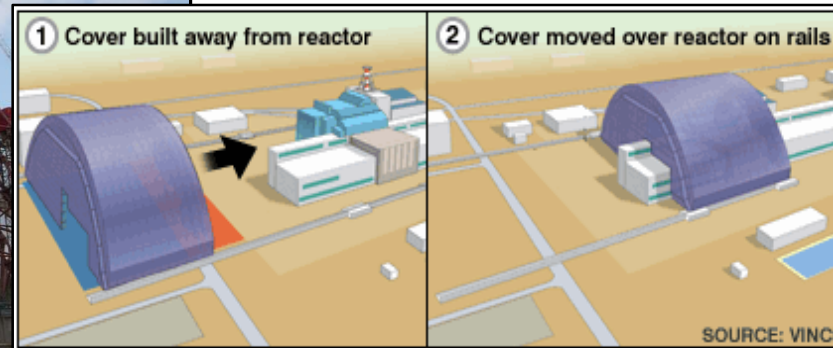 1 Cover built away from reactor
2 Cover moved over reactor on rails
SOURCE: VINC